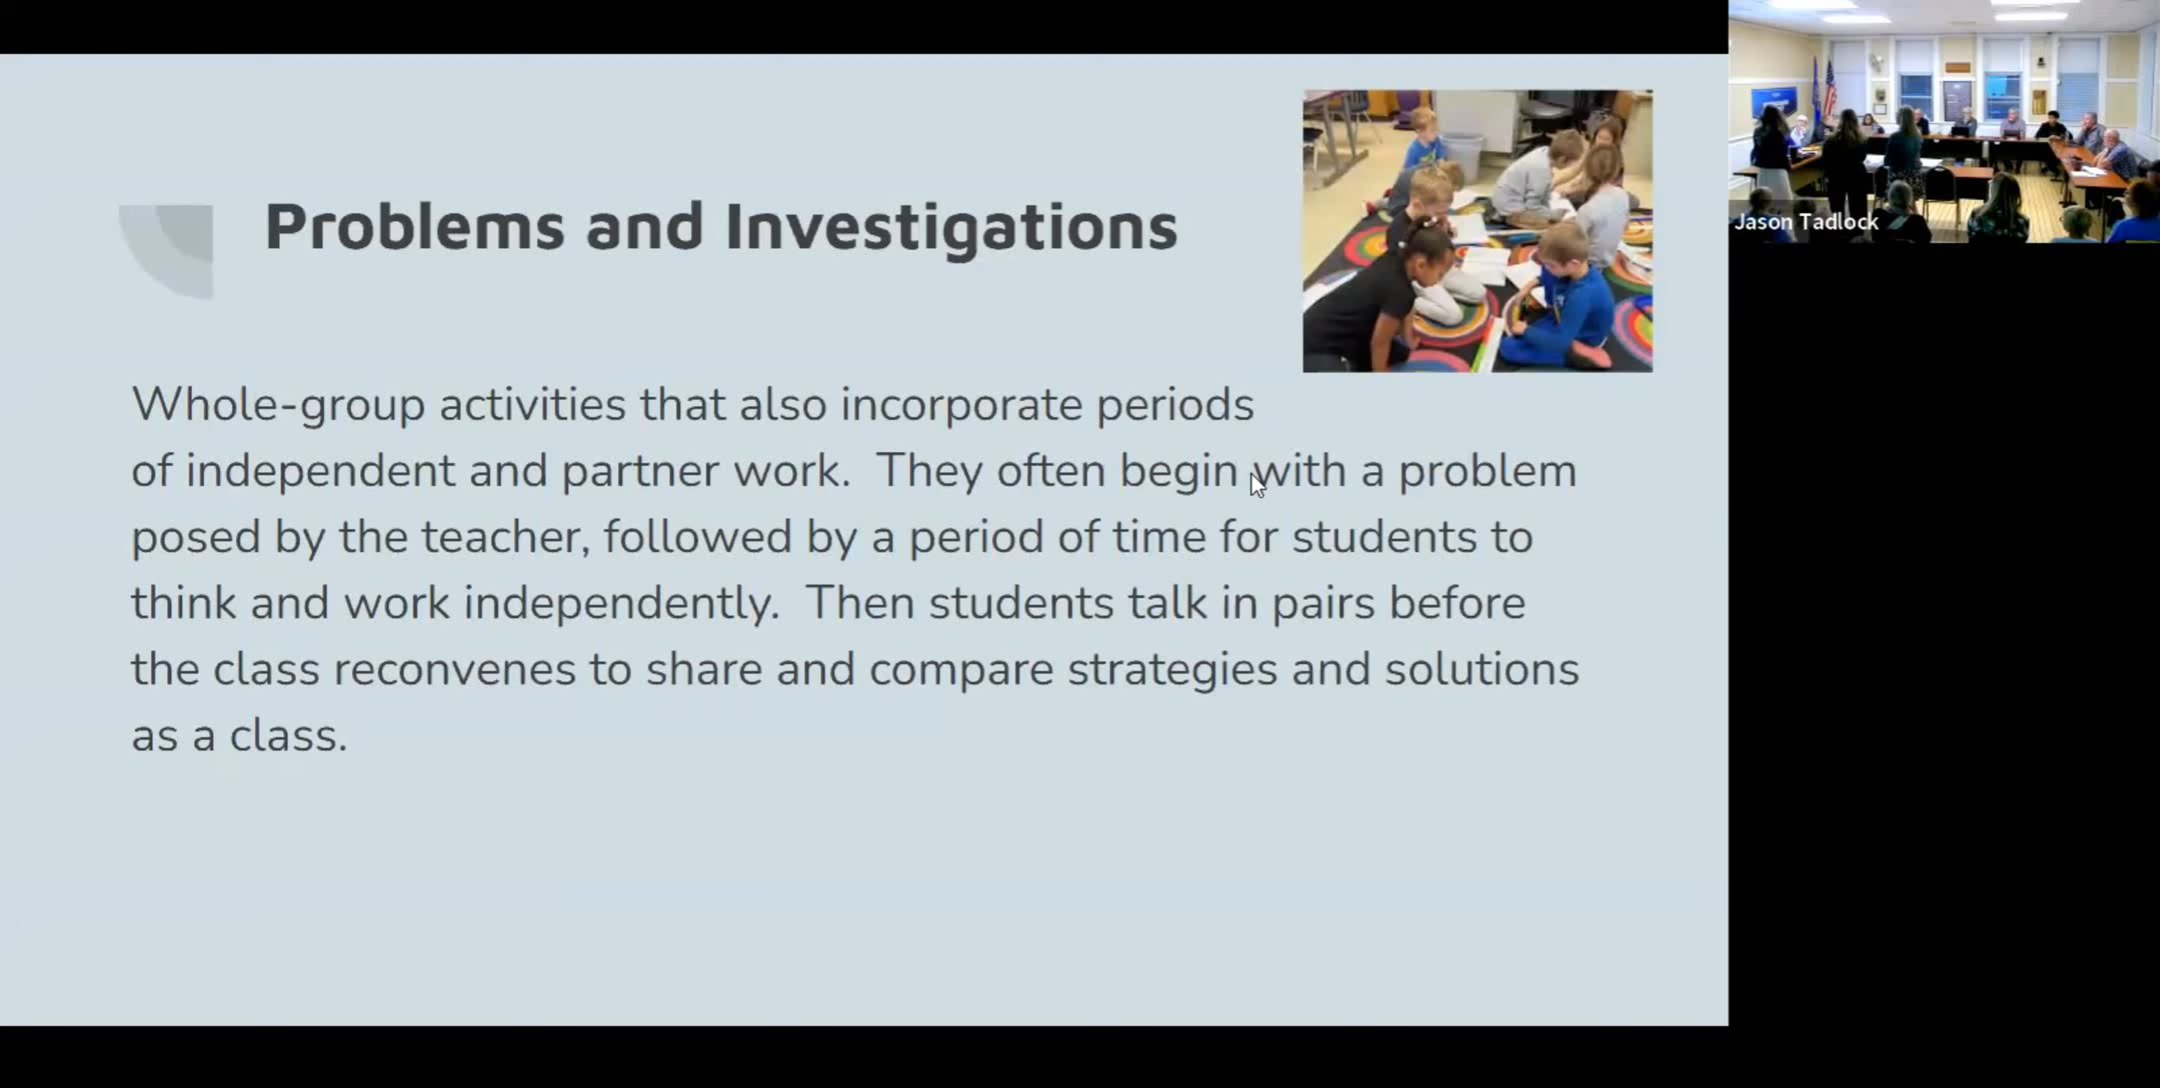 Problems and Investigations
Whole-group activities that also incorporate periods
of independent and partner work.  They often begin with a problem
posed by the teacher, followed by a period of time for students to
think and work independently.  Then students talk in pairs before
the class reconvenes to share and compare strategies and solutions
as a class.
Jason Tadlock